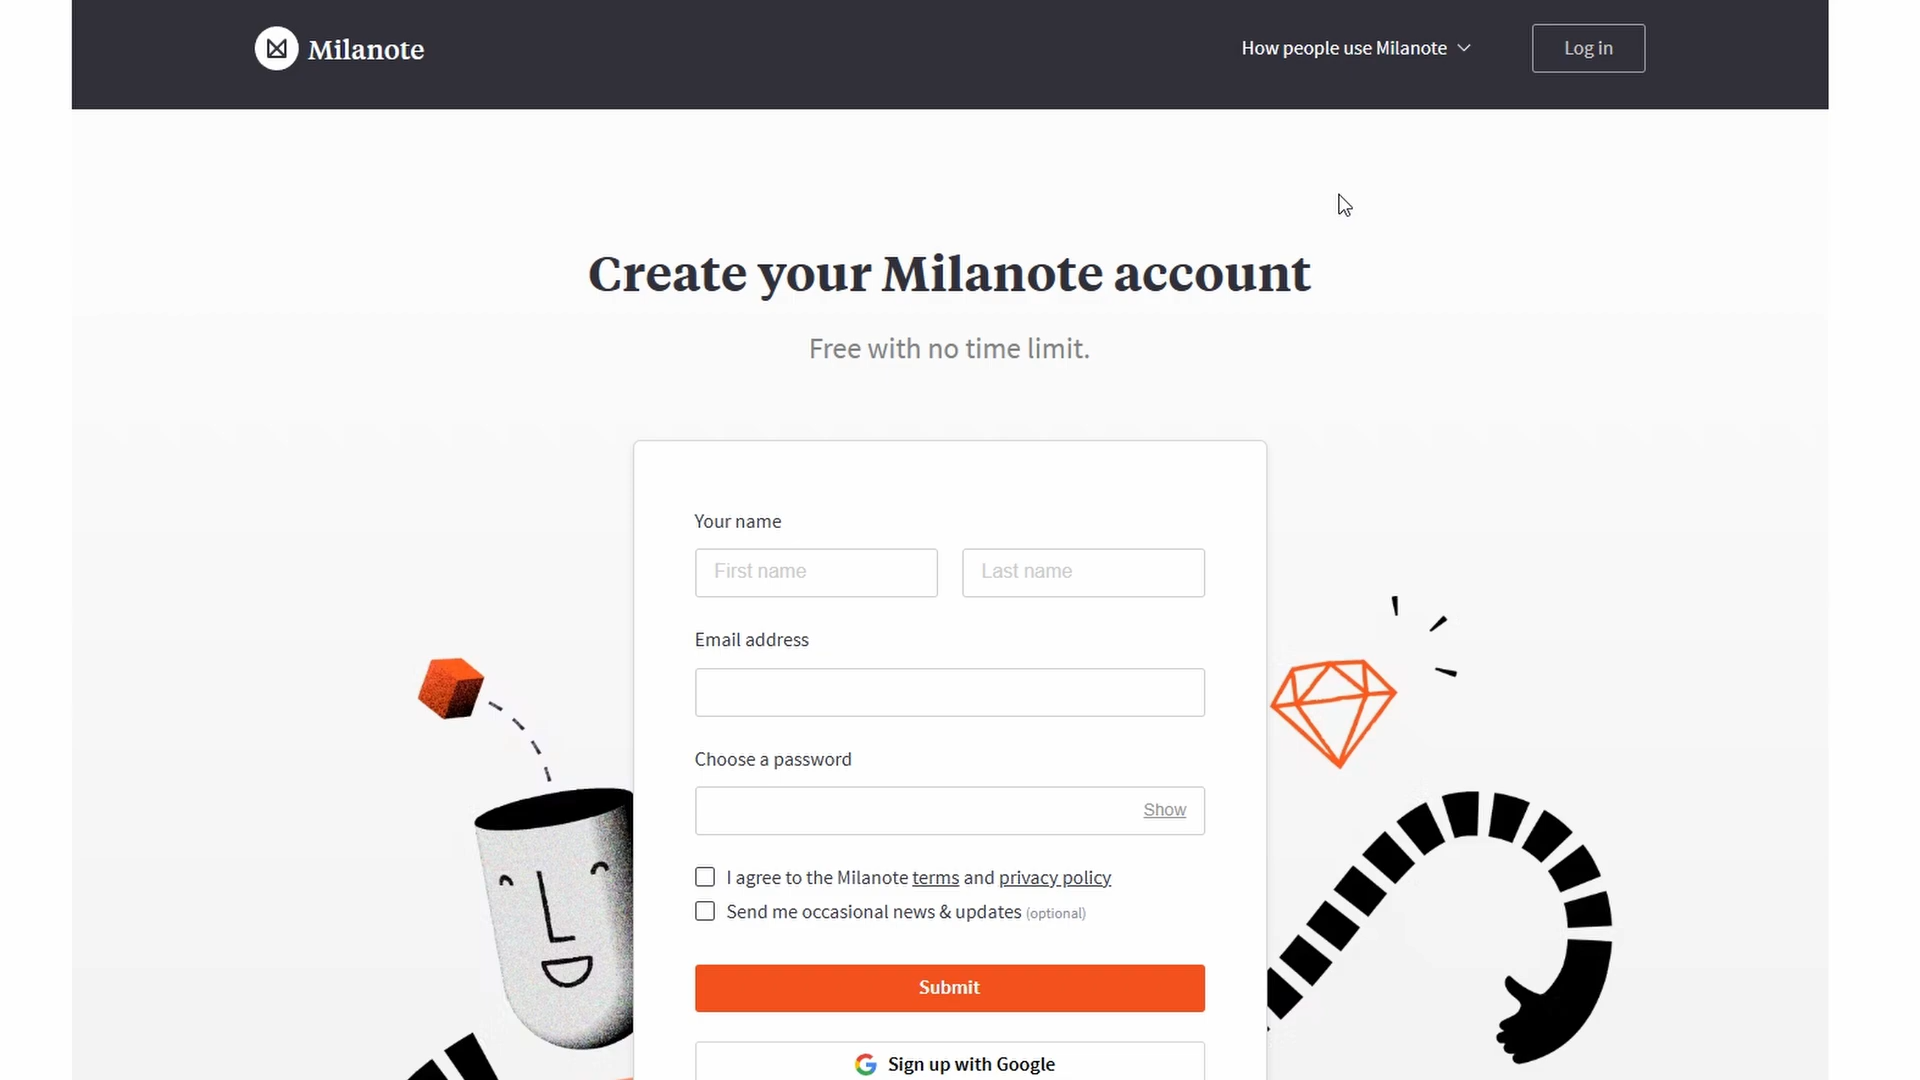 Milanote
How people use Milanote
Log in
Create your Milanote account
Free with no time limit.
Your name
First name
Last name
Email address
Choose a password
Show
I agree to the Milanote terms and privacy policy
Send me occasional news & updates (optional)
Submit
Sign up with Google